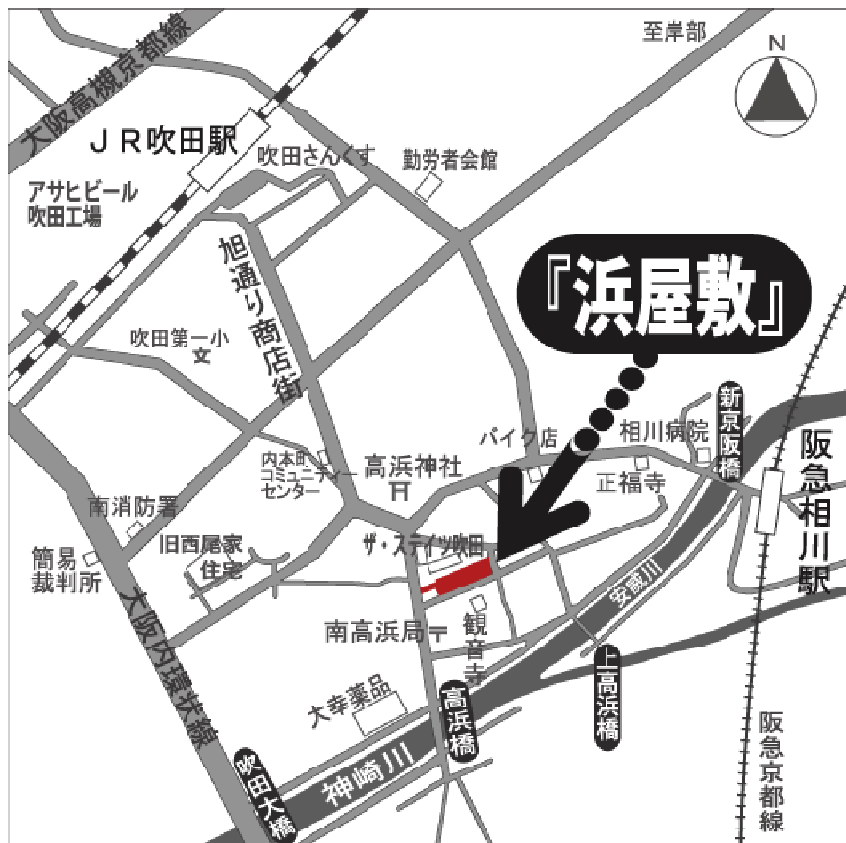 至岸部
N
大阪高槻京都線
JR吹田駅
吹田さんくす
勤労者会館
アサヒビール
吹田工場
旭通り商店街
『浜屋敷』
吹田第一小
文
バイク店
相川病院
新京阪橋
内本町
コミュニティー
センター
高浜神社
正福寺
阪急相川駅
南消防署
旧西尾家
住宅
ザ・ステイツ吹田
簡易
裁判所
安威川
大阪内環状線
南高浜局〒
観音寺
上高浜橋
大幸薬品
高浜橋
阪急京都線
吹田大橋
神崎川